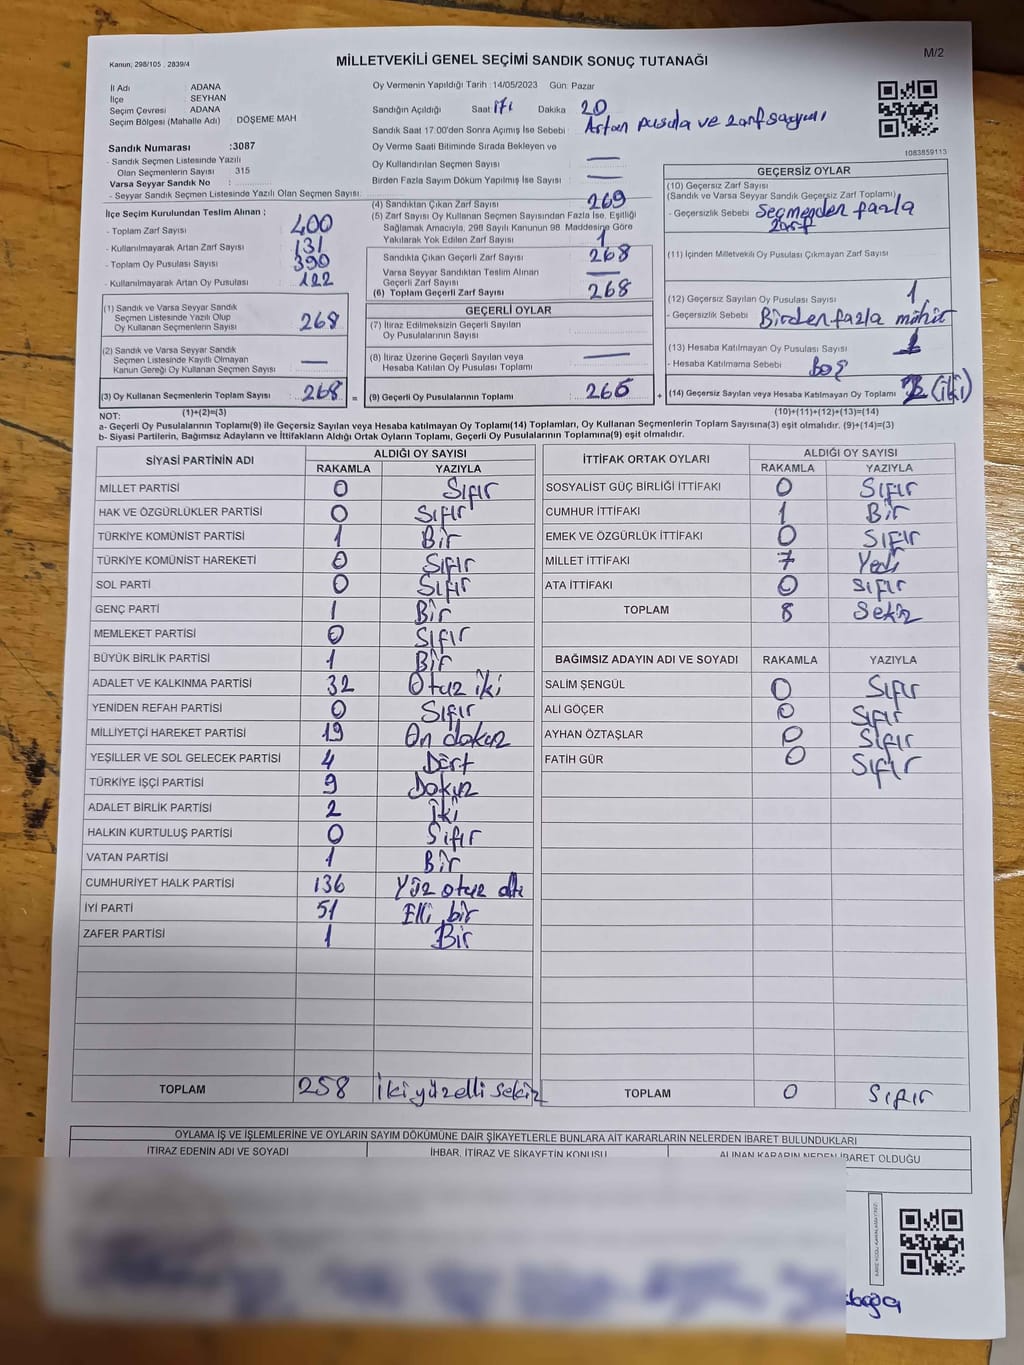 Kanun, 298/105 , 2839/4
MİLLETVEKİLİ GENEL SEÇİMİ SANDIK SONUÇ TUTANAĞI
M/2
İl Adı : ADANA
İlçe : SEYHAN
Seçim Çevresi : ADANA
Seçim Bölgesi (Mahalle Adı) : DÖŞEME MAH
Sandık Numarası :3087
- Sandık Seçmen Listesinde Yazılı
Olan Seçmenlerin Sayısı : 315
Varsa Seyyar Sandık No :
- Seyyar Sandık Seçmen Listesinde Yazılı Olan Seçmen Sayısı:
Oy Vermenin Yapıldığı Tarih :14/05/2023 Gün: Pazar
Sandığın Açıldığı Saat 17: Dakika 20
Sandık Saat 17.00'den Sonra Açımış İse Sebebi : Artan pusula ve zarf sayımı
Oy Verme Saati Bitiminde Sırada Bekleyen ve
Oy Kullandırılan Seçmen Sayısı : —
Birden Fazla Sayım Döküm Yapılmış İse Sayısı : —
1083859113
İlçe Seçim Kurulundan Teslim Alınan ;
- Toplam Zarf Sayısı : 400
- Kullanılmayarak Artan Zarf Sayısı : 131
- Toplam Oy Pusulası Sayısı : 390
- Kullanılmayarak Artan Oy Pusulası : 122
(4) Sandıktan Çıkan Zarf Sayısı : 269
(5) Zarf Sayısı Oy Kullanan Seçmen Sayısından Fazla İse, Eşitliği
Sağlamak Amacıyla, 298 Sayılı Kanunun 98. Maddesine Göre
Yakılarak Yok Edilen Zarf Sayısı : 1
Sandıkla Çıkan Geçerli Zarf Sayısı : 268
Varsa Seyyar Sandıktan Teslim Alınan
Geçerli Zarf Sayısı : —
(6) Toplam Geçerli Zarf Sayısı : 268
GEÇERSİZ OYLAR
(10) Geçersiz Zarf Sayısı
(Sandık ve Varsa Seyyar Sandık Geçersiz Zarf Toplamı) :
- Geçersizlik Sebebi : Seçmenden fazla
zarf
(11) İçinden Milletvekili Oy Pusulası Çıkmayan Zarf Sayısı
(12) Geçersiz Sayılan Oy Pusulası Sayısı : 1
- Geçersizlik Sebebi : Birden fazla mühür
(13) Hesaba Katılmayan Oy Pusulası Sayısı : 1
- Hesaba Katılmama Sebebi : Boş
(14) Geçersiz Sayılan veya Hesaba Katılmayan Oy Toplamı : 2 (iki)
(10)+(11)+(12)+(13)=(14)
(1) Sandık ve Varsa Seyyar Sandık
Seçmen Listesinde Yazılı Olup
Oy Kullanan Seçmenlerin Sayısı : 268
(2) Sandık ve Varsa Seyyar Sandık
Seçmen Listesinde Kayıtlı Olmayan
Kanun Gereği Oy Kullanan Seçmen Sayısı : —
(3) Oy Kullanan Seçmenlerin Toplam Sayısı : 268
(1)+(2)=(3)
GEÇERLİ OYLAR
(7) İtiraz Edilmeksizin Geçerli Sayılan
Oy Pusulalarının Sayısı
(8) İtiraz Üzerine Geçerli Sayılan veya
Hesaba Katılan Oy Pusulası Toplamı : —
= (9) Geçerli Oy Pusulalarının Toplamı : 266 +
NOT:
a- Geçerli Oy Pusulalarının Toplamı(9) ile Geçersiz Sayılan veya Hesaba katılmayan Oy Toplamı(14) Toplamları, Oy Kullanan Seçmenlerin Toplam Sayısına(3) eşit olmalıdır. (9)+(14)=(3)
b- Siyasi Partilerin, Bağımsız Adayların ve İttifakların Aldığı Ortak Oyların Toplamı, Geçerli Oy Pusulalarının Toplamına(9) eşit olmalıdır.
SİYASİ PARTİNİN ADI ALDIĞI OY SAYISI
RAKAMLA YAZIYLA
MİLLET PARTİSİ 0 Sıfır
HAK VE ÖZGÜRLÜKLER PARTİSİ 0 Sıfır
TÜRKİYE KOMÜNİST PARTİSİ 1 Bir
TÜRKİYE KOMÜNİST HAREKETİ 0 Sıfır
SOL PARTİ 0 Sıfır
GENÇ PARTİ 1 Bir
MEMLEKET PARTİSİ 0 Sıfır
BÜYÜK BİRLİK PARTİSİ 1 Bir
ADALET VE KALKINMA PARTİSİ 32 Otuz iki
YENİDEN REFAH PARTİSİ 0 Sıfır
MİLLİYETÇİ HAREKET PARTİSİ 19 On dokuz
YEŞİLLER VE SOL GELECEK PARTİSİ 4 Dört
TÜRKİYE İŞÇİ PARTİSİ 9 Dokuz
ADALET BİRLİK PARTİSİ 2 İki
HALKIN KURTULUŞ PARTİSİ 0 Sıfır
VATAN PARTİSİ 1 Bir
CUMHURİYET HALK PARTİSİ 136 Yüz otuz altı
İYİ PARTİ 51 Elli bir
ZAFER PARTİSİ 1 Bir
TOPLAM 258 İki yüz elli sekiz
İTTİFAK ORTAK OYLARI ALDIĞI OY SAYISI
RAKAMLA YAZIYLA
SOSYALİST GÜÇ BİRLİĞİ İTTİFAKI 0 Sıfır
CUMHUR İTTİFAKI 1 Bir
EMEK VE ÖZGÜRLÜK İTTİFAKI 0 Sıfır
MİLLET İTTİFAKI 7 Yedi
ATA İTTİFAKI 0 Sıfır
TOPLAM 8 Sekiz
BAĞIMSIZ ADAYIN ADI VE SOYADI RAKAMLA YAZIYLA
SALİM ŞENGÜL 0 Sıfır
ALİ GÖÇER 0 Sıfır
AYHAN ÖZTAŞLAR 0 Sıfır
FATİH GÜR 0 Sıfır
TOPLAM 0 Sıfır
OYLAMA İŞ VE İŞLEMLERİNE VE OYLARIN SAYIM DÖKÜMÜNE DAİR ŞİKAYETLERLE BUNLARA AİT KARARLARIN NELERDEN İBARET BULUNDUKLARI
İTİRAZ EDENİN ADI VE SOYADI İHBAR, İTİRAZ VE ŞİKAYETİN KONUSU ALINAN KARARIN NEDEN İBARET OLDUĞU